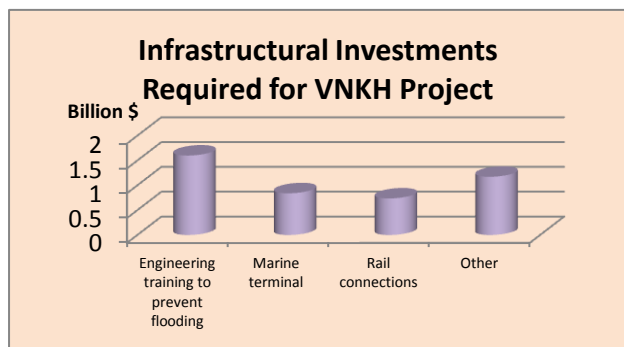 Infrastructural Investments
Required for VNKH Project
Billion $
2
1.5
1
0.5
0
Engineering
training to
prevent
flooding
Marine
terminal
Rail
connections
Other